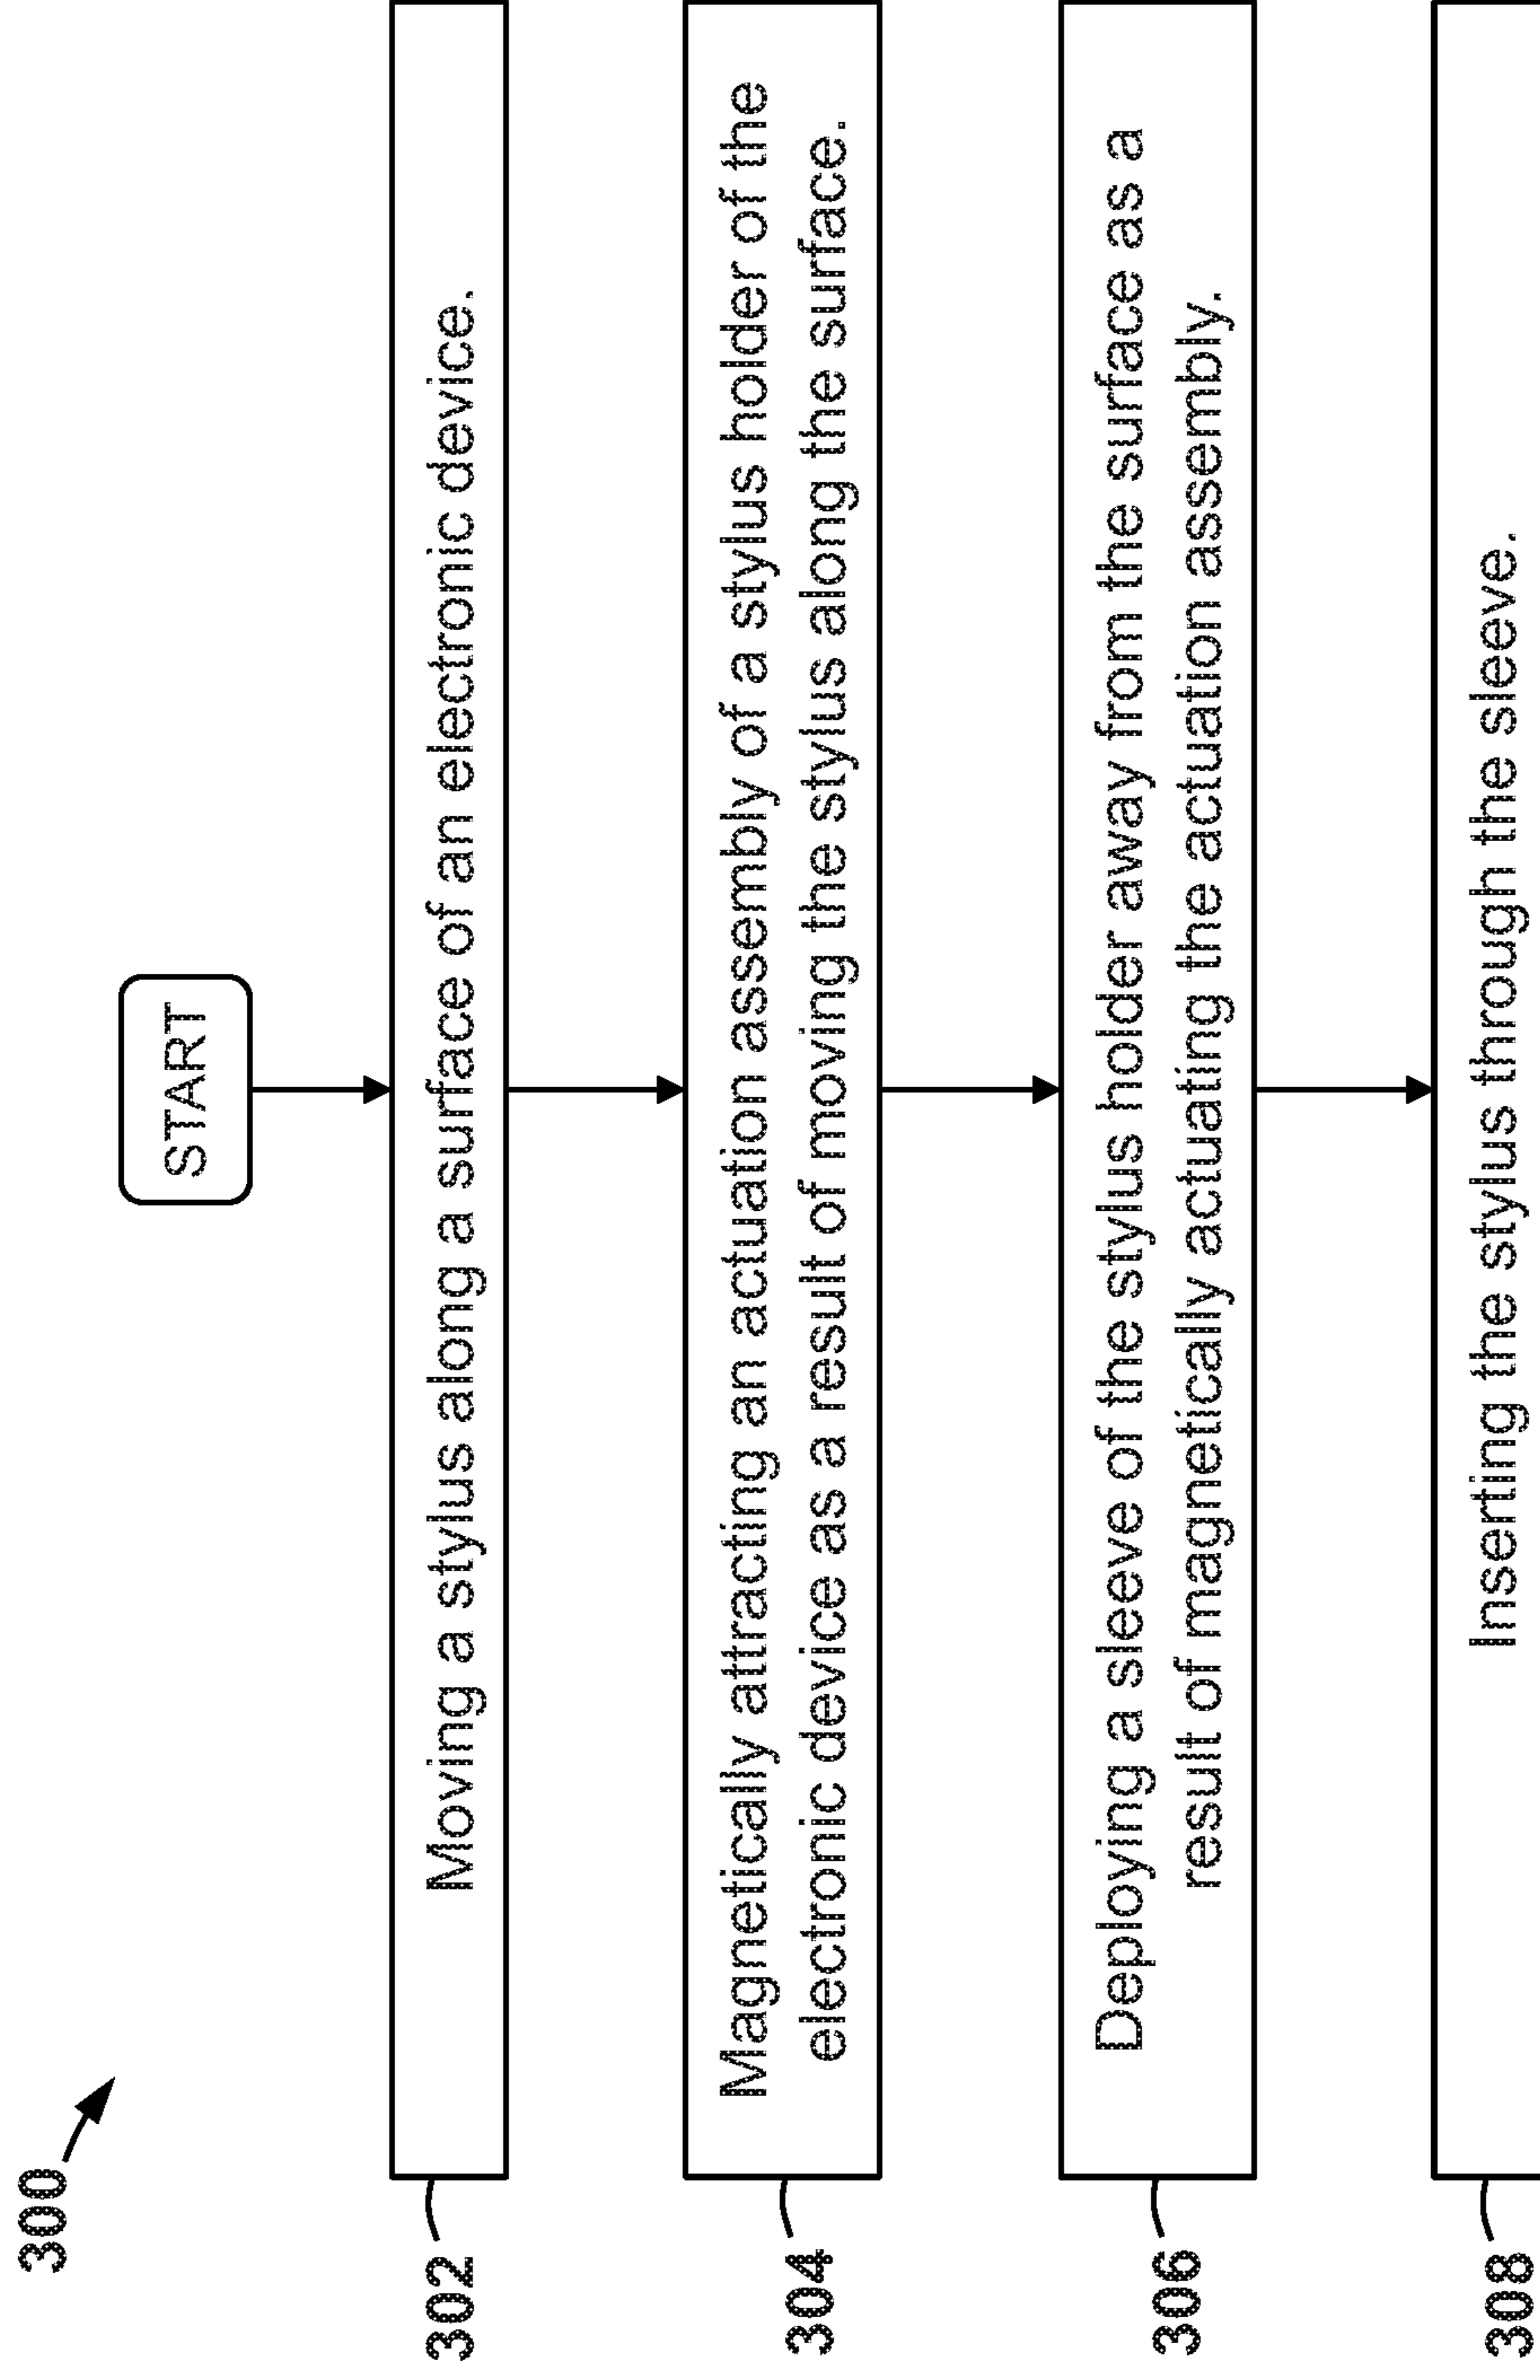 300
START
302
Moving a stylus along a surface of an electronic device.
304
Magnetically attracting an actuation assembly of a stylus holder of the
electronic device as a result of moving the stylus along the surface.
306
Deploying a sleeve of the stylus holder away from the surface as a
result of magnetically actuating the actuation assembly.
308
Inserting the stylus through the sleeve.